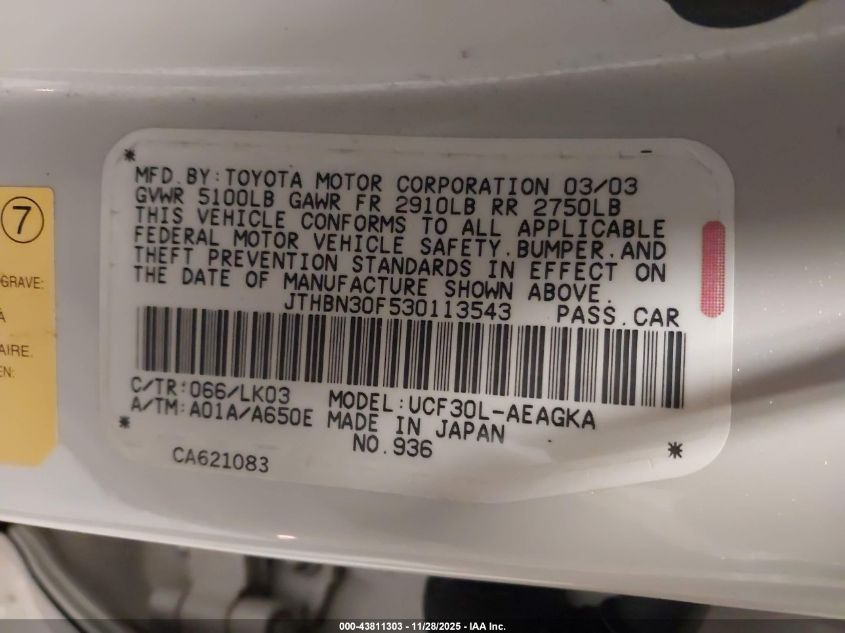 MFD. BY: TOYOTA MOTOR CORPORATION 03/03
GVWR 5100LB GAWR FR 2910LB RR 2750LB
THIS VEHICLE CONFORMS TO ALL APPLICABLE
FEDERAL MOTOR VEHICLE SAFETY, BUMPER, AND
THEFT PREVENTION STANDARDS IN EFFECT ON
THE DATE OF MANUFACTURE SHOWN ABOVE.
JTHBN30F530113543 PASS. CAR
C/TR: 066/LK03 MODEL: UCF30L-AEAGKA
A/TM: A01A/A650E MADE IN JAPAN
NO. 936
CA621083
7
GRAVE:
À
AIRE.
EN:
000-43811303 - 11/28/2025 - IAA Inc.